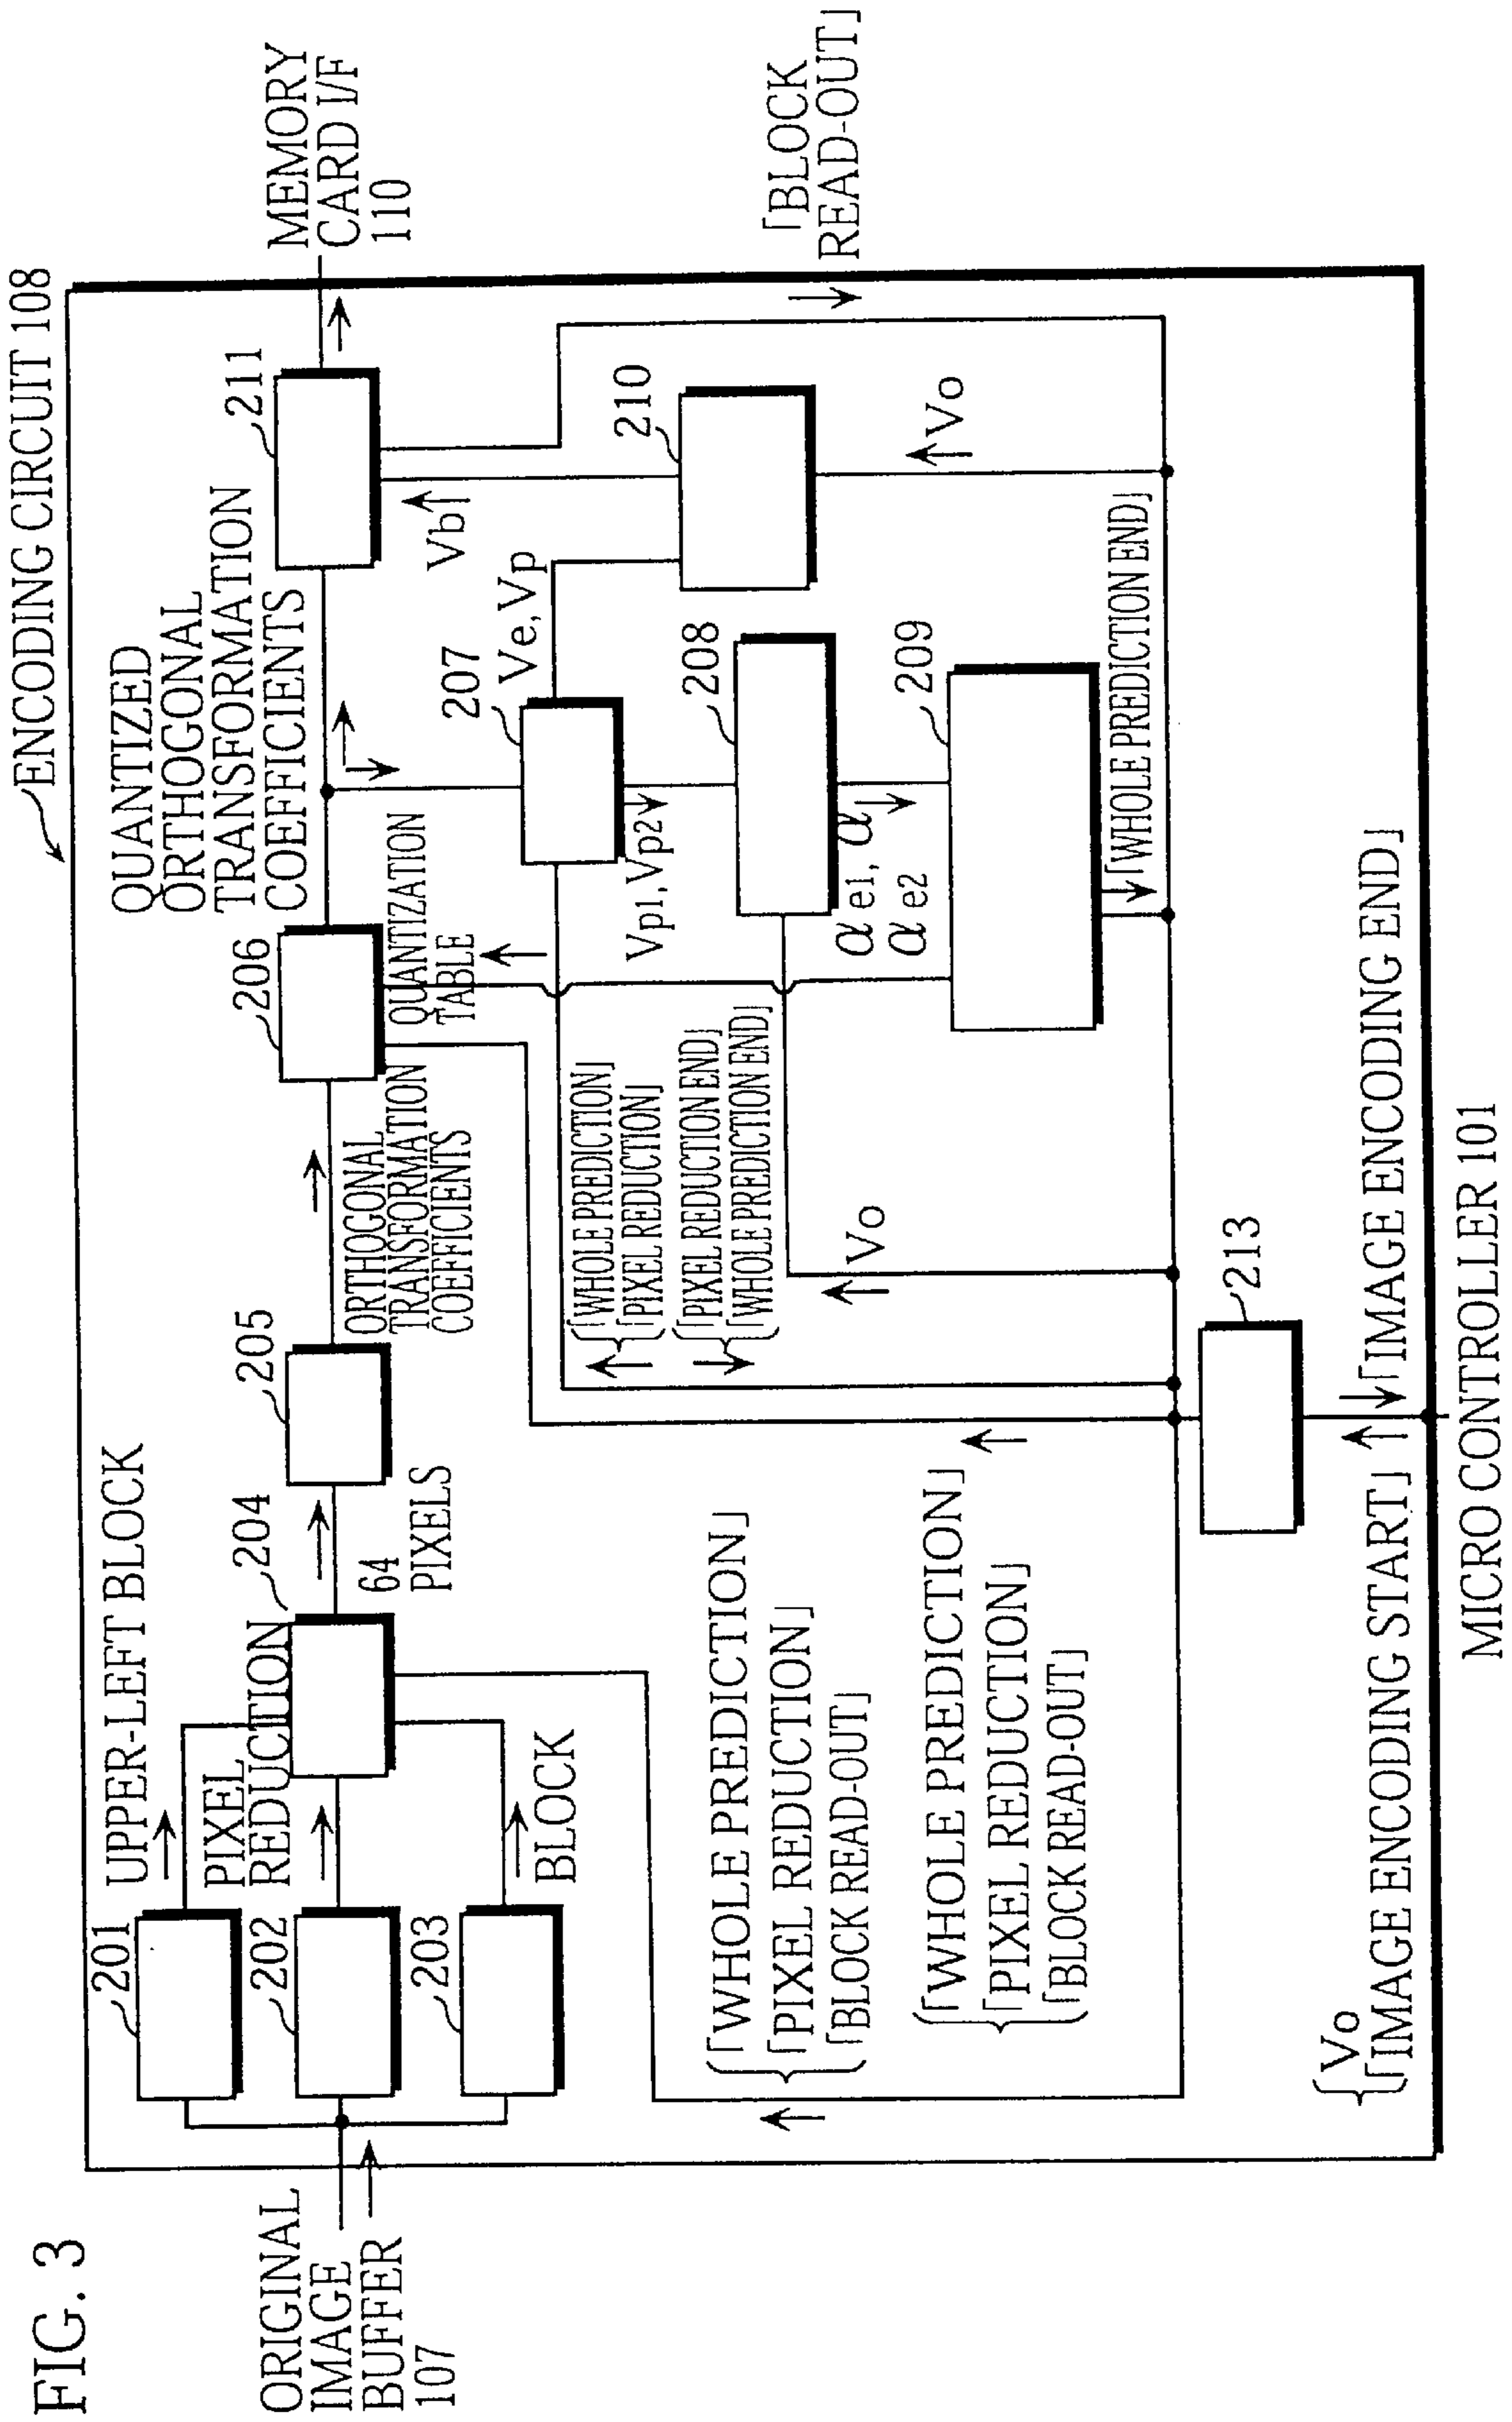 FIG. 3
ENCODING CIRCUIT 108
ORIGINAL
IMAGE
BUFFER
107
201
202
203
UPPER-LEFT BLOCK
PIXEL
REDUCTION
BLOCK
204
64
PIXELS
205
ORTHOGONAL
TRANSFORMATION
COEFFICIENTS
206
QUANTIZATION
TABLE
QUANTIZED
ORTHOGONAL
TRANSFORMATION
COEFFICIENTS
211
MEMORY
CARD I/F
110
207
Ve,Vp
Vb
210
Vo
Vp1,Vp2
208
αe1, α
αe2
209
「WHOLE PREDICTION END」
「BLOCK
READ-OUT」
「WHOLE PREDICTION」
「PIXEL REDUCTION」
「PIXEL REDUCTION END」
「WHOLE PREDICTION END」
Vo
「WHOLE PREDICTION」
「PIXEL REDUCTION」
「BLOCK READ-OUT」
「WHOLE PREDICTION」
「PIXEL REDUCTION」
「BLOCK READ-OUT」
213
Vo
「IMAGE ENCODING START」
「IMAGE ENCODING END」
MICRO CONTROLLER 101